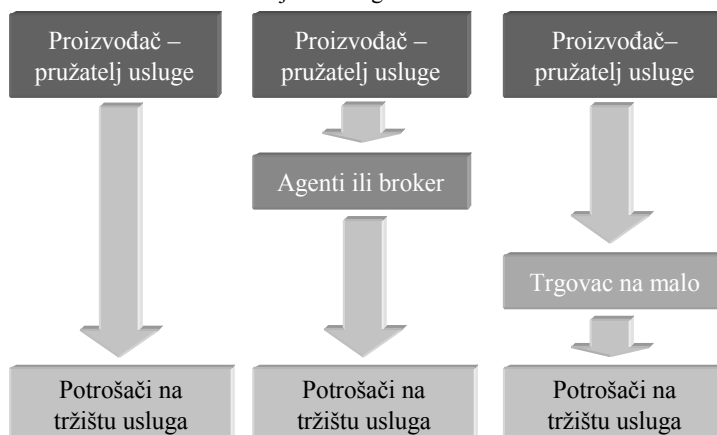 Proizvođač –
pružatelj usluge
Proizvođač –
pružatelj usluge
Proizvođač–
pružatelj usluge
Agenti ili broker
Trgovac na malo
Potrošači na
tržištu usluga
Potrošači na
tržištu usluga
Potrošači na
tržištu usluga